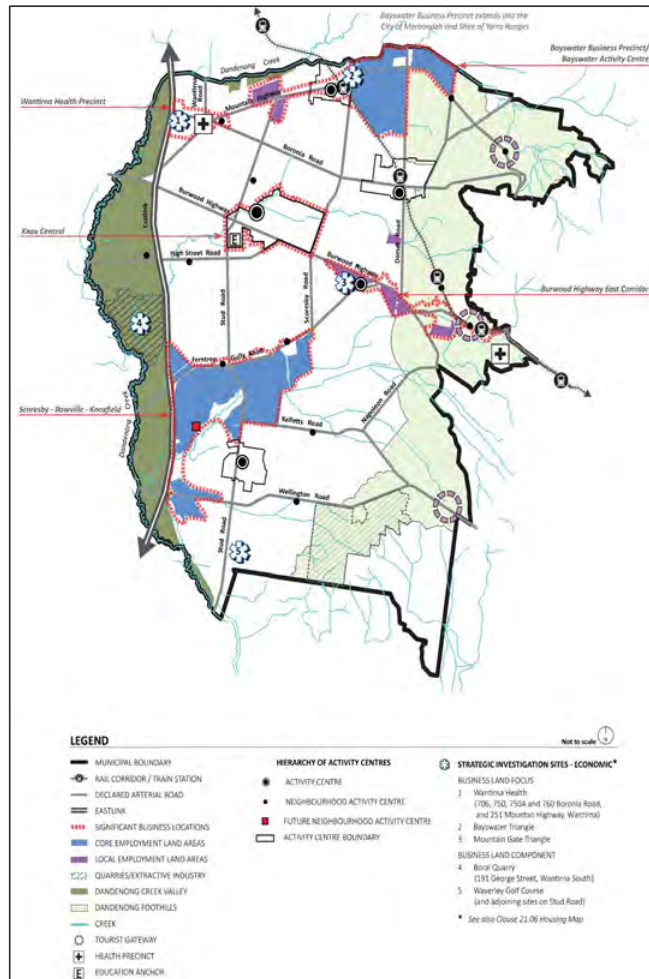 Bayswater Business Precinct extends into the
City of Maroondah and Shire of Yarra Ranges
Bayswater Business Precinct/
Bayswater Activity Centre
Dandenong Creek
Wantirna Road
Mountain Highway
Wantirna Health Precinct
Boronia Road
Burwood Highway
Eastlink
Knox Central
High Street Road
Burwood Highway
Dorset Road
Stud Road
Scoresby Road
Burwood Highway East Corridor
Ferntree Gully Road
Napoleon Road
Scoresby - Rowville - Knoxfield
Dandenong Creek
Kelletts Road
Wellington Road
Stud Road
E
3
4
5
LEGEND
Not to scale
MUNICIPAL BOUNDARY
RAIL CORRIDOR / TRAIN STATION
DECLARED ARTERIAL ROAD
EASTLINK
SIGNIFICANT BUSINESS LOCATIONS
CORE EMPLOYMENT LAND AREAS
LOCAL EMPLOYMENT LAND AREAS
QUARRIES/EXTRACTIVE INDUSTRY
DANDENONG CREEK VALLEY
DANDENONG FOOTHILLS
CREEK
TOURIST GATEWAY
HEALTH PRECINCT
E EDUCATION ANCHOR
HIERARCHY OF ACTIVITY CENTRES
ACTIVITY CENTRE
NEIGHBOURHOOD ACTIVITY CENTRE
FUTURE NEIGHBOURHOOD ACTIVITY CENTRE
ACTIVITY CENTRE BOUNDARY
STRATEGIC INVESTIGATION SITES - ECONOMIC*
BUSINESS LAND FOCUS
1 Wantirna Health
(706, 750, 750A and 760 Boronia Road,
and 251 Mountain Highway, Wantirna)
2 Bayswater Triangle
3 Mountain Gate Triangle
BUSINESS LAND COMPONENT
4 Boral Quarry
(191 George Street, Wantirna South)
5 Waverley Golf Course
(and adjoining sites on Stud Road)
* See also Clause 21.06 Housing Map